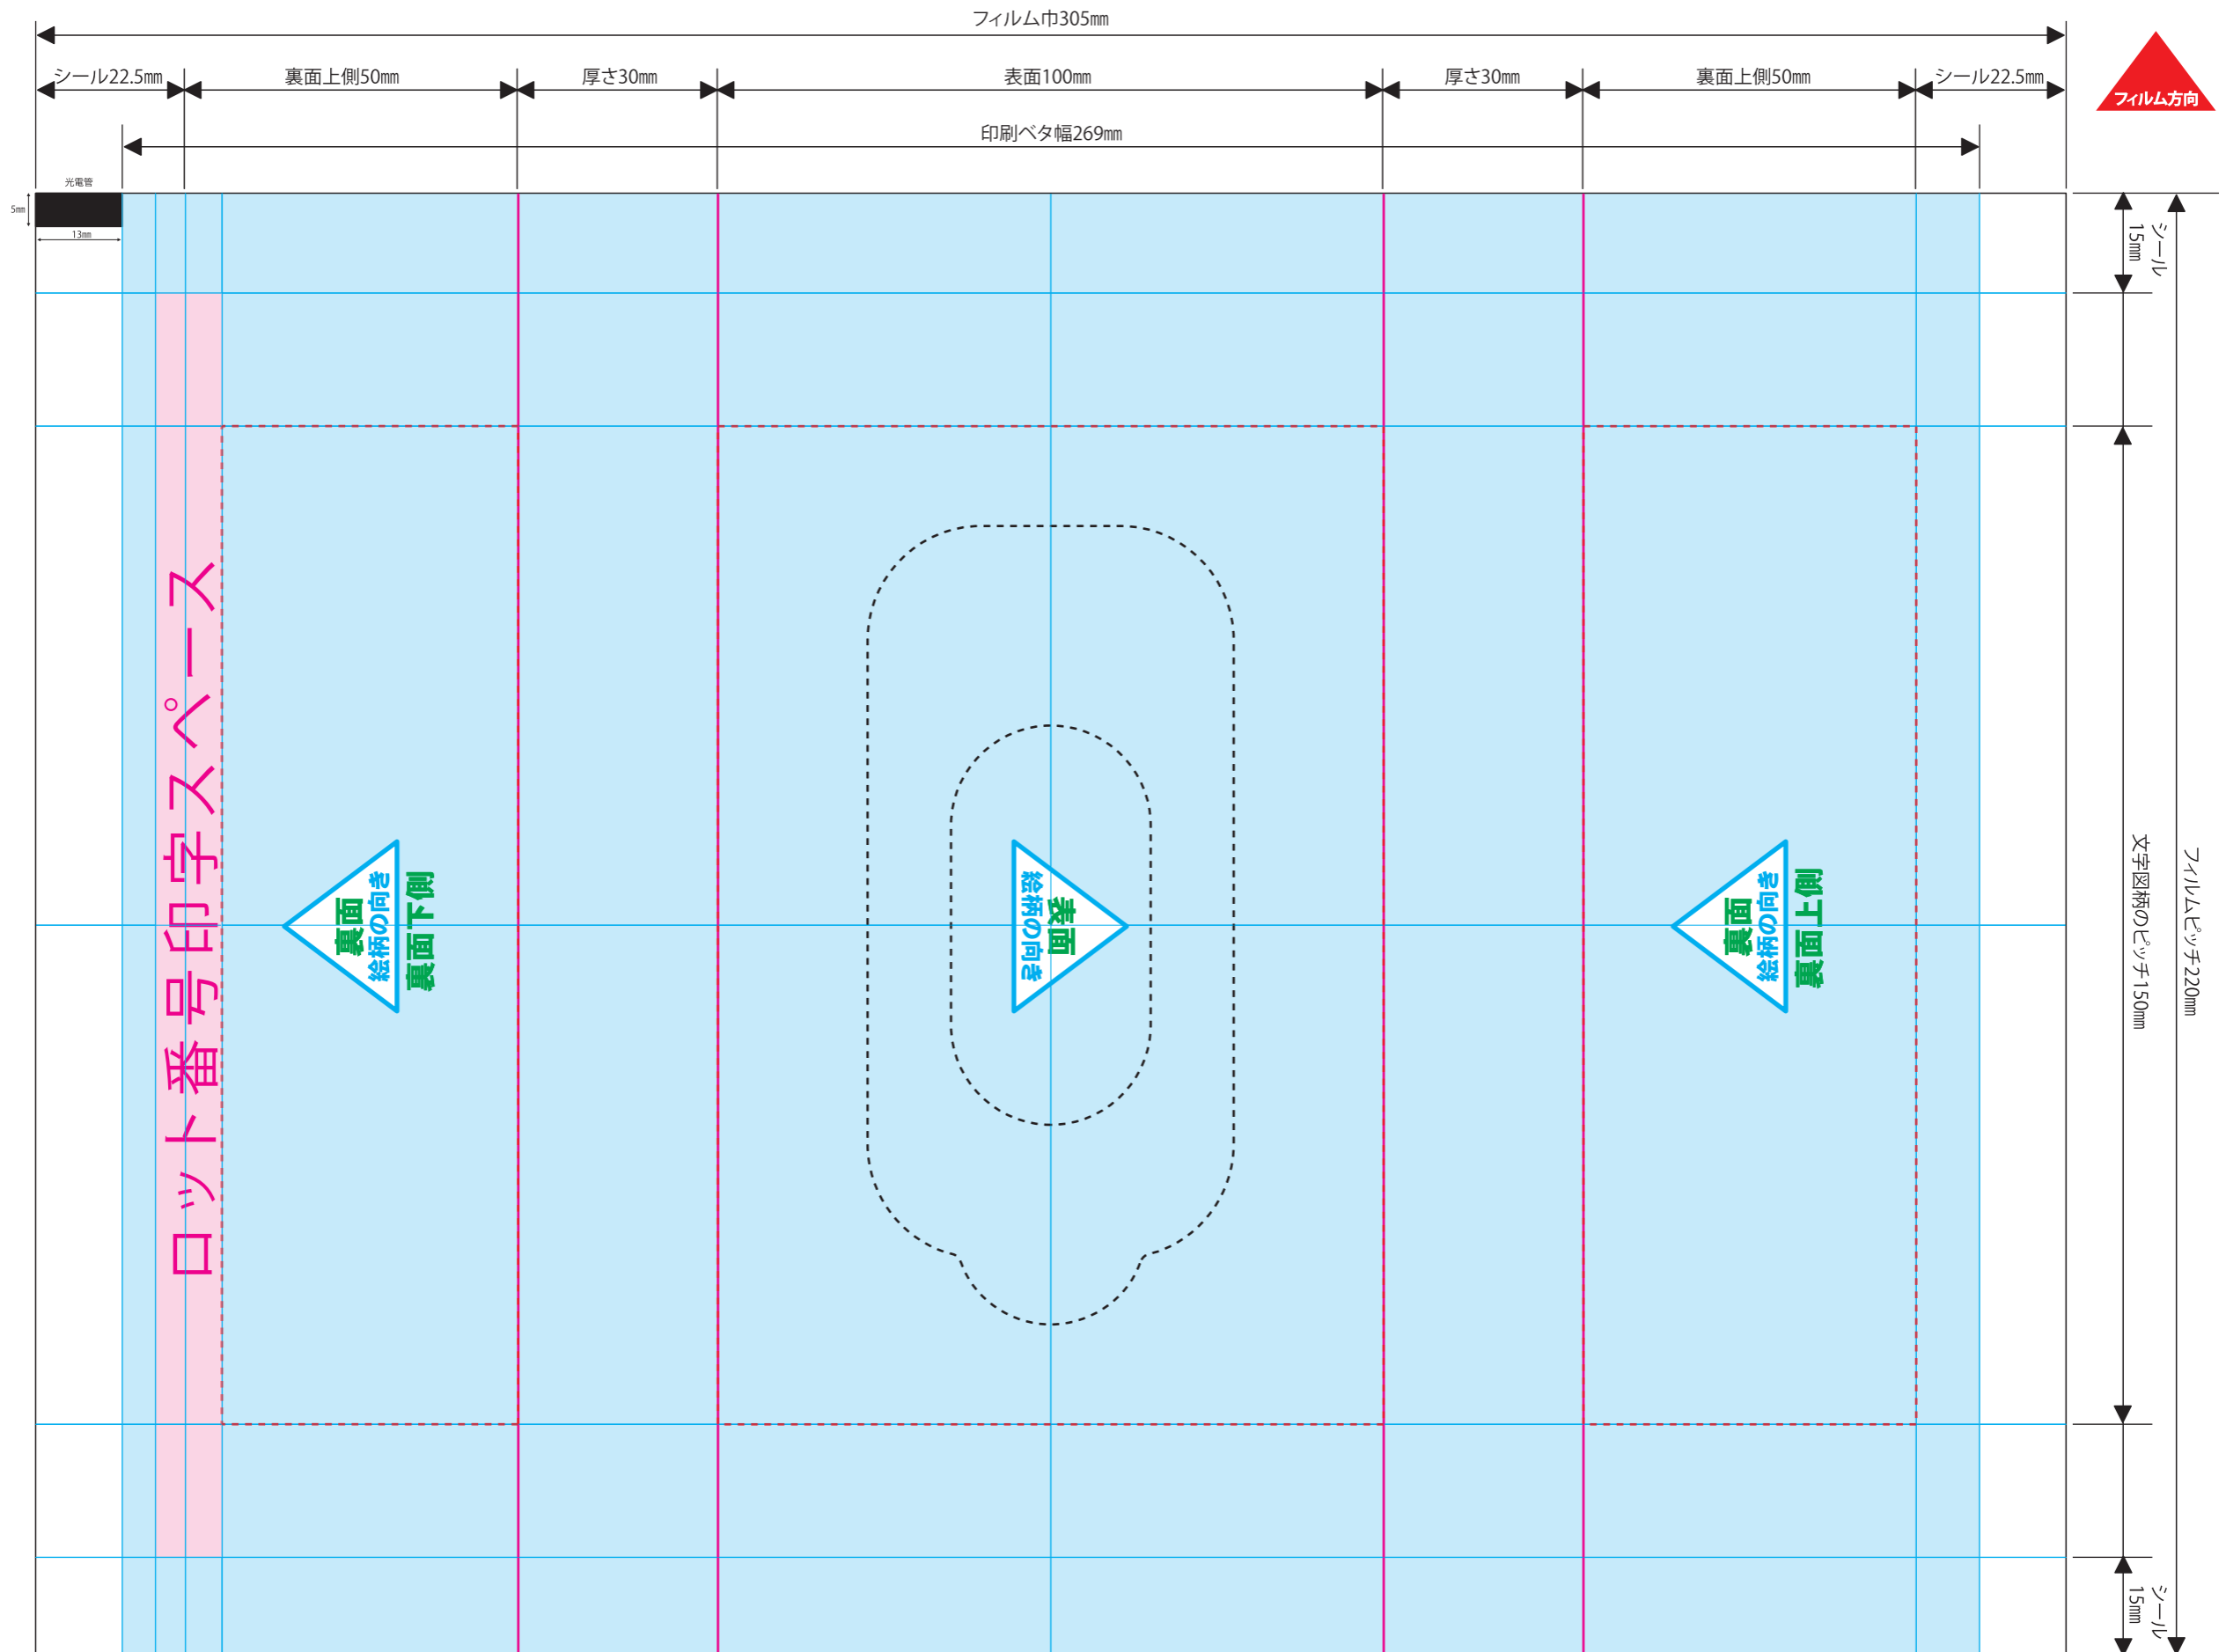 フィルム巾305㎜
シール22.5㎜
裏面上側50㎜
厚さ30㎜
表面100㎜
厚さ30㎜
裏面上側50㎜
シール22.5㎜
フィルム方向
印刷ベタ幅269㎜
光電管
5㎜
13㎜
シール
15㎜
ロット番号印字スペース
裏面
絵柄の向き
裏面下側
表面
絵柄の向き
裏面
絵柄の向き
裏面上側
文字図柄のピッチ150㎜
フィルムピッチ220㎜
シール
15㎜